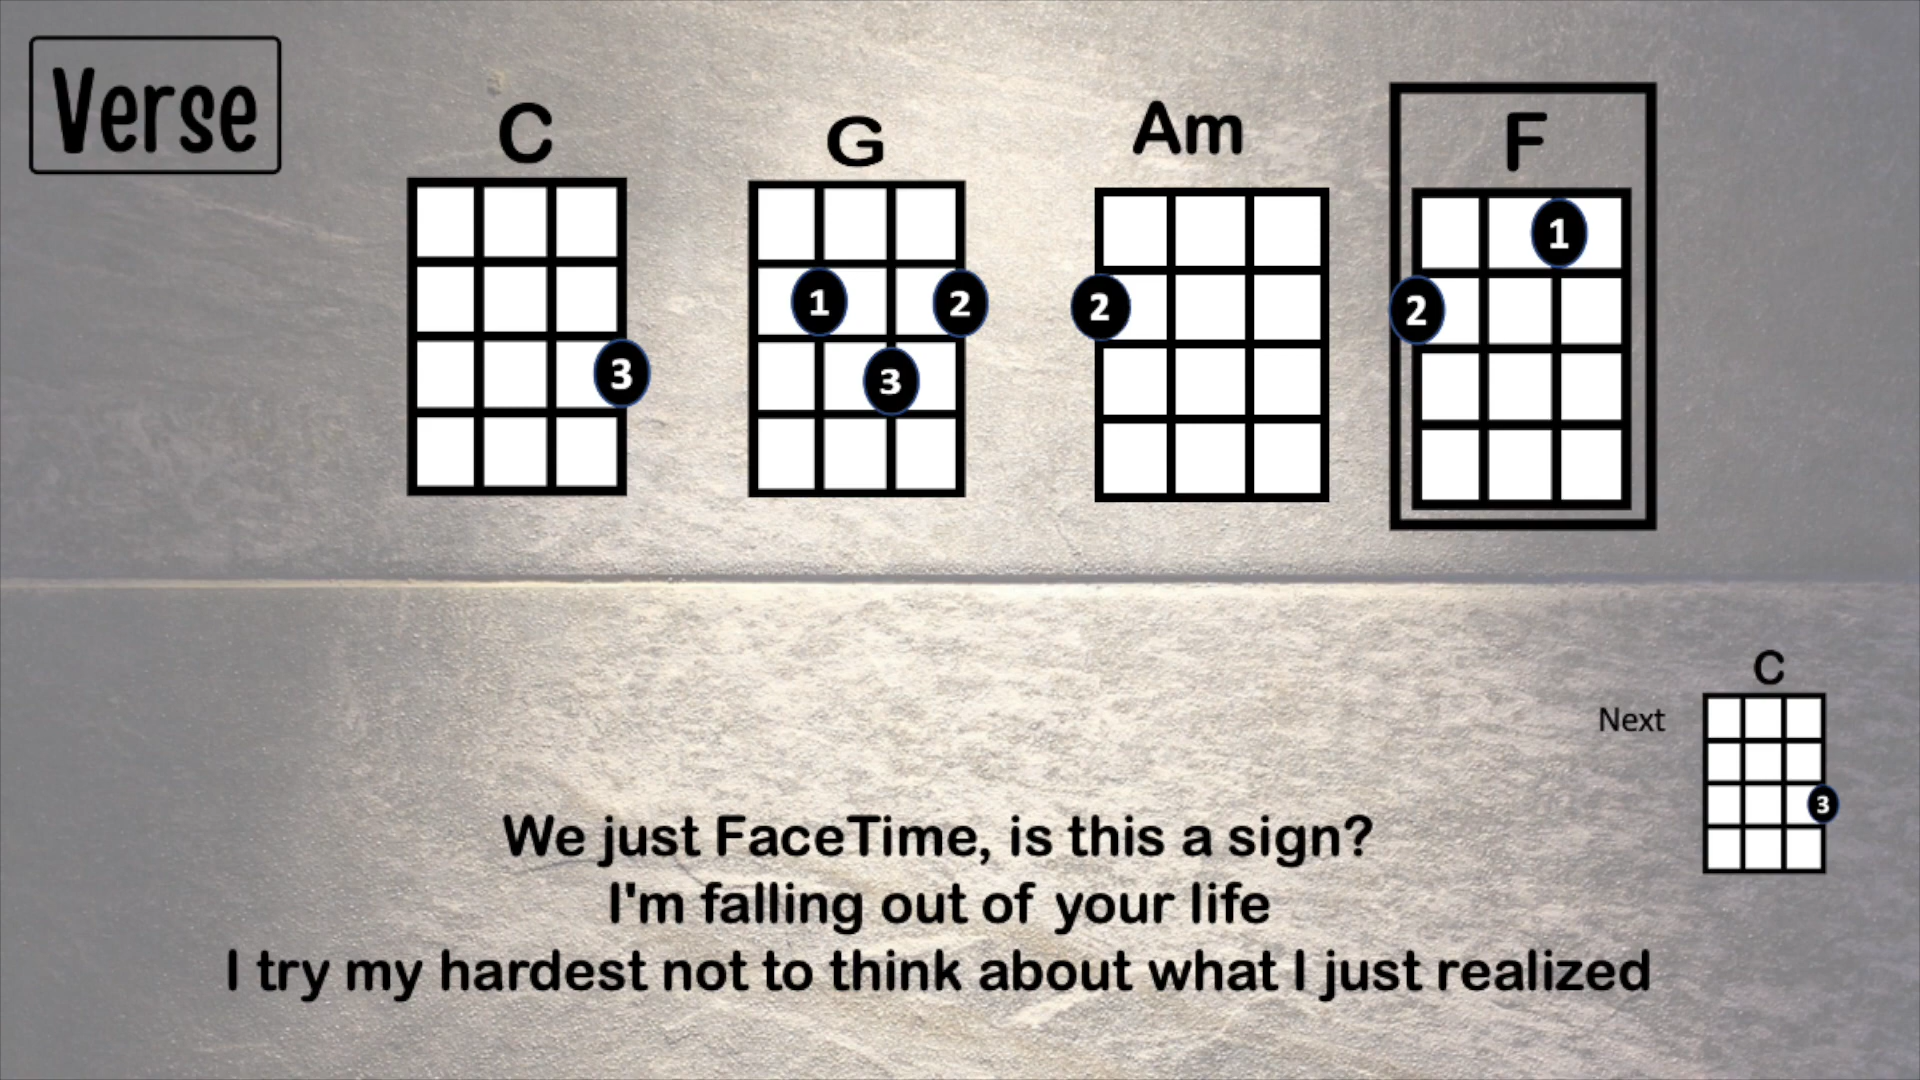 Verse
C
G
Am
F
3
1
2
3
2
1
2
Next
C
3
We just FaceTime, is this a sign?
I'm falling out of your life
I try my hardest not to think about what I just realized